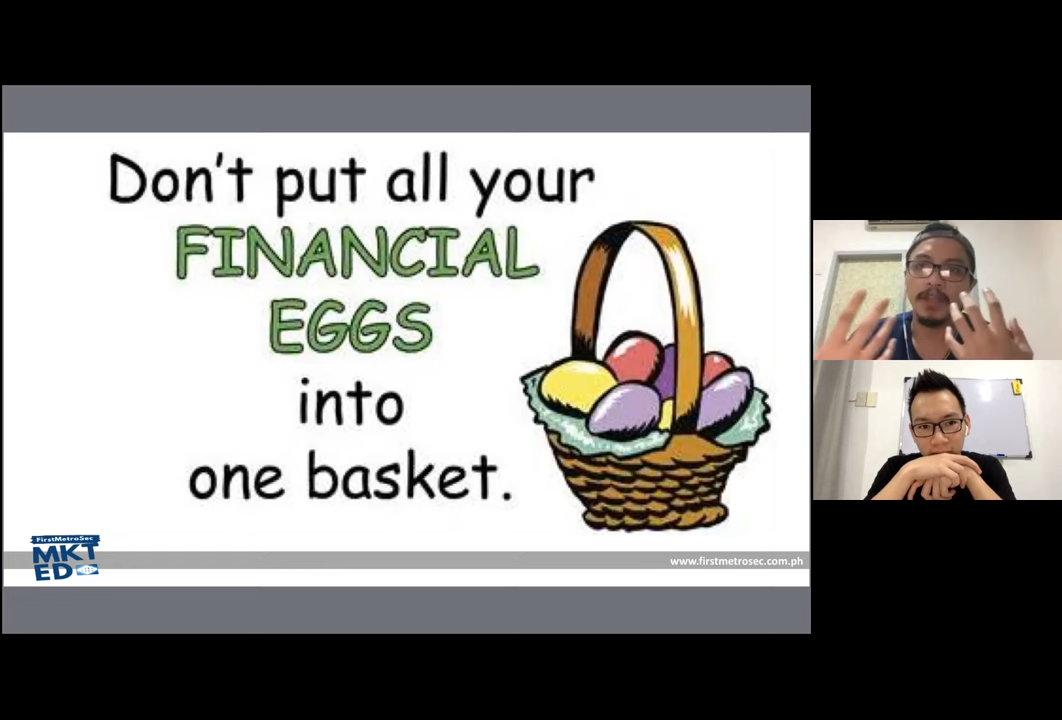 Don't put all your
FINANCIAL
EGGS
into
one basket.
FirstMetroSec
MKT
ED
www.firstmetrosec.com.ph